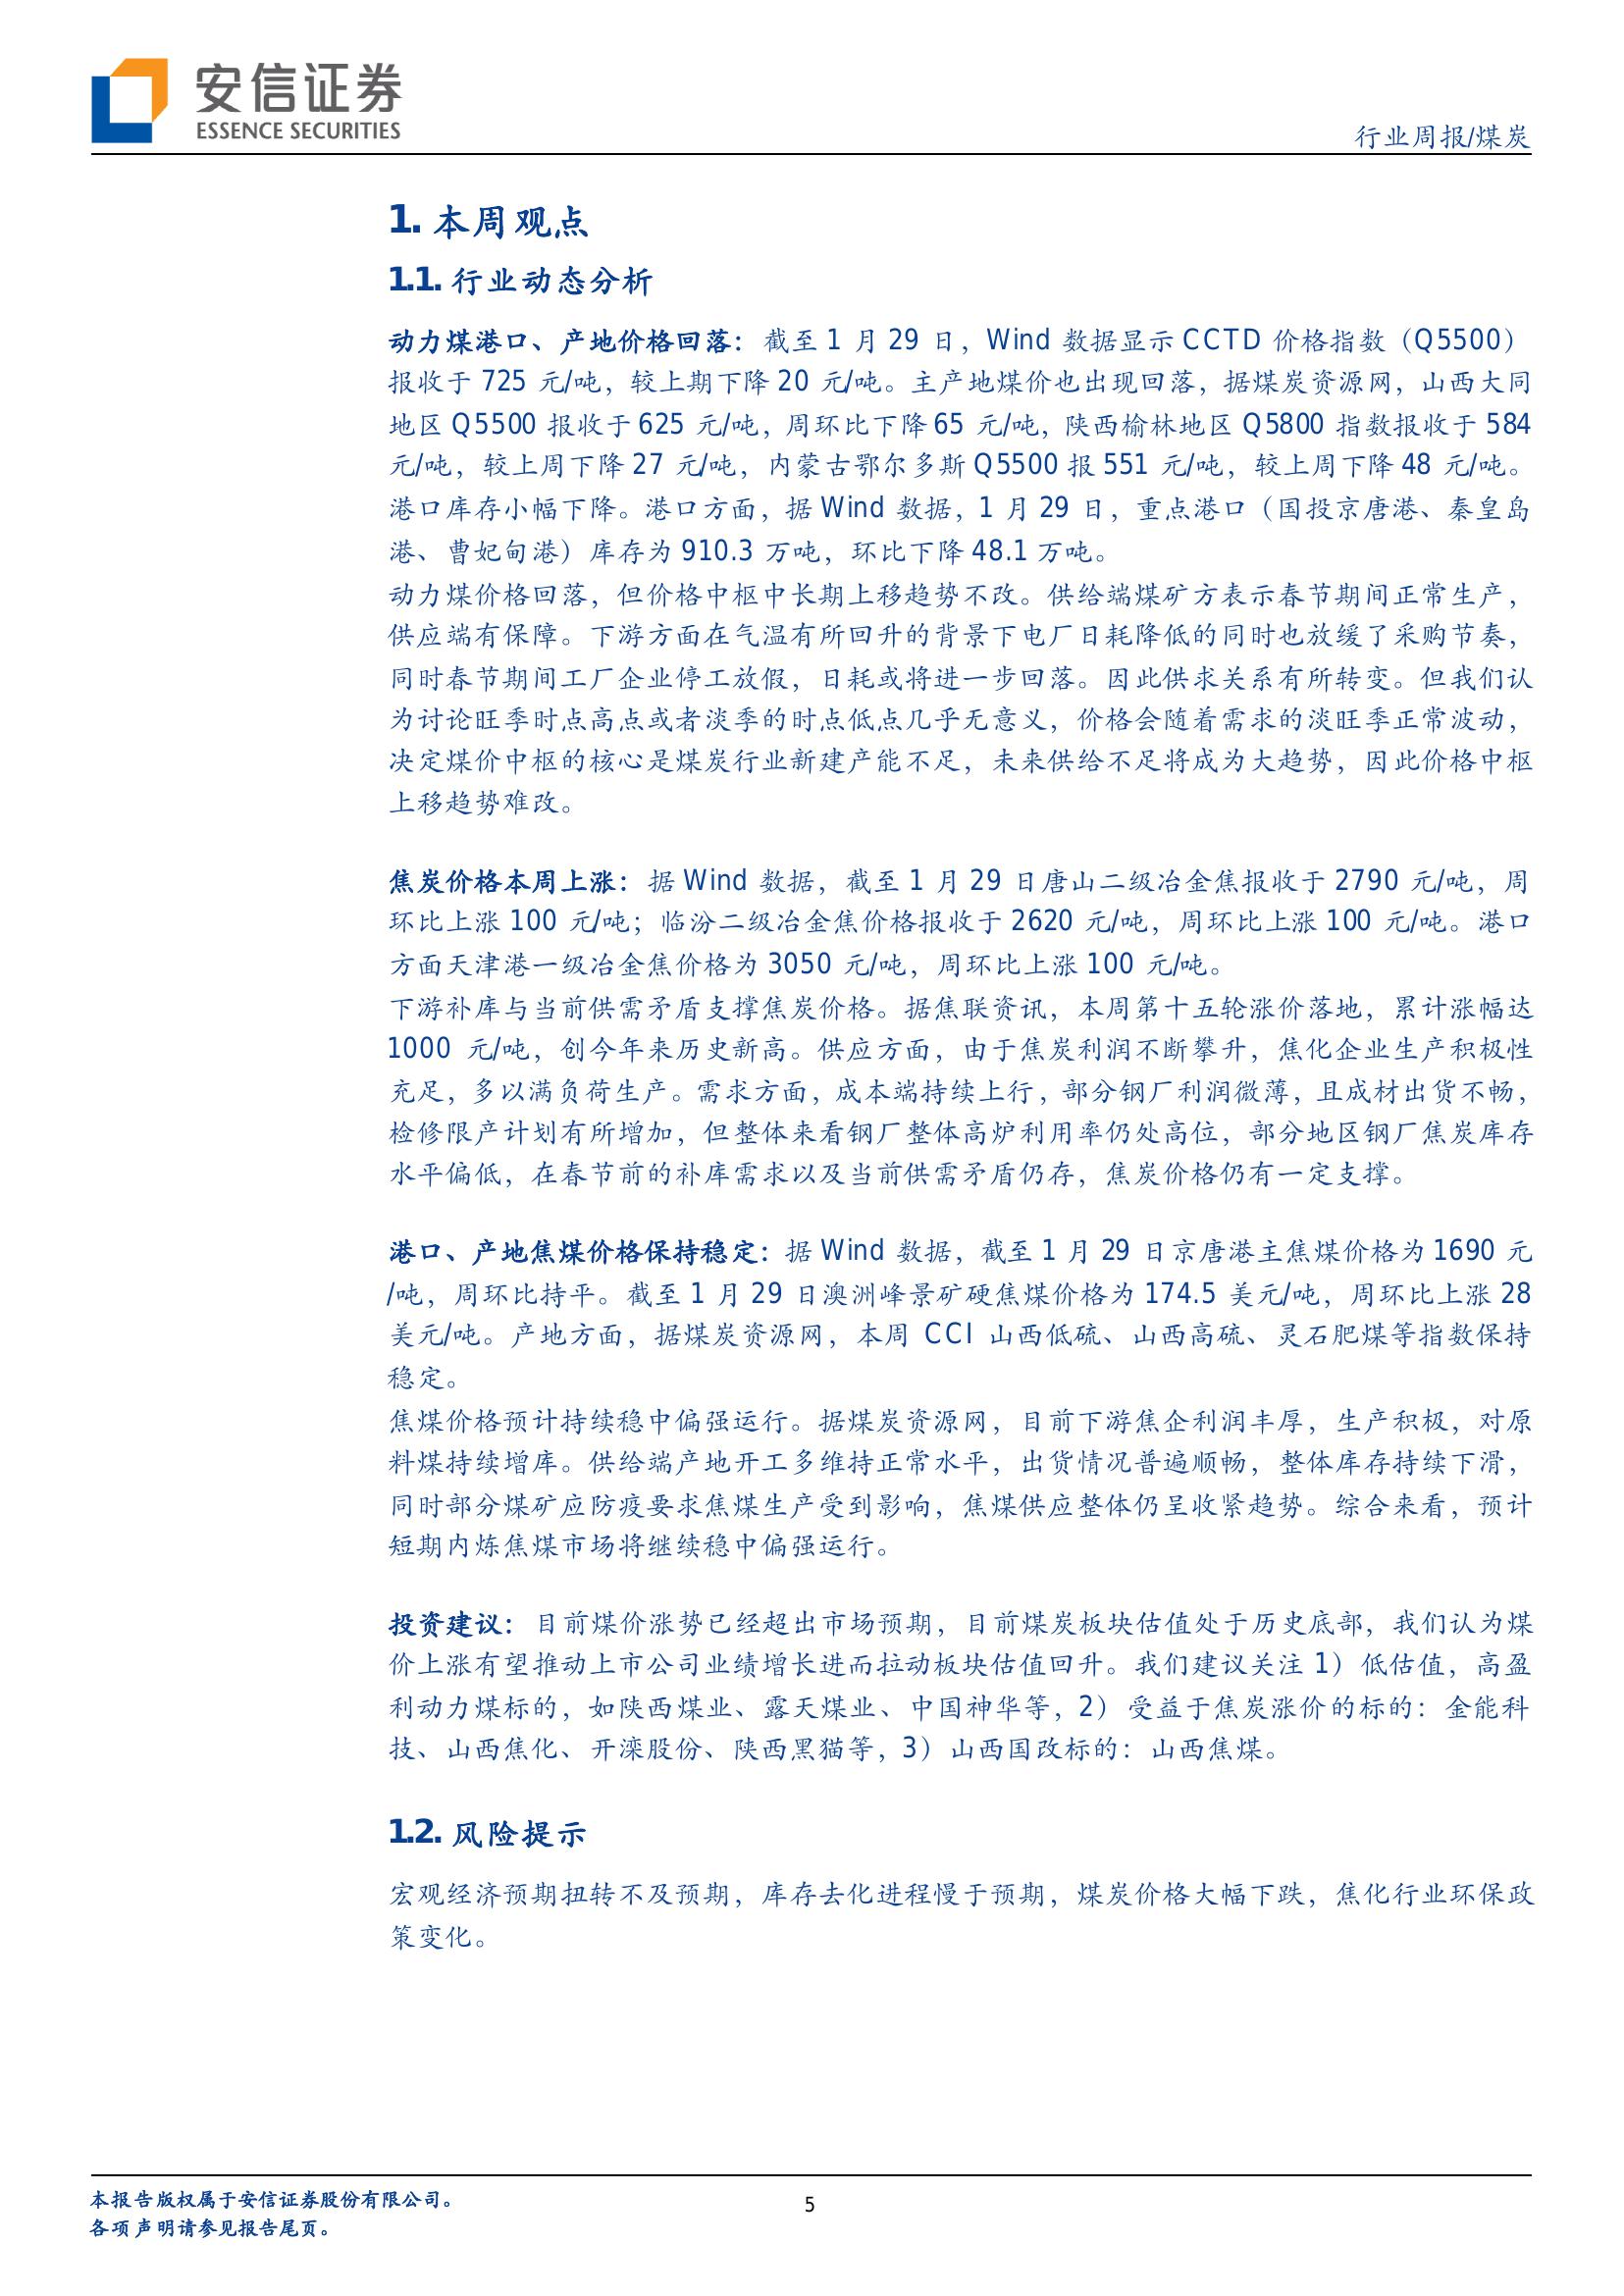 安信证券
ESSENCE SECURITIES
行业周报/煤炭
1. 本周观点
1.1. 行业动态分析
动力煤港口、产地价格回落：截至 1 月 29 日，Wind 数据显示 CCTD 价格指数（Q5500）
报收于 725 元/吨，较上期下降 20 元/吨。主产地煤价也出现回落，据煤炭资源网，山西大同
地区 Q5500 报收于 625 元/吨，周环比下降 65 元/吨，陕西榆林地区 Q5800 指数报收于 584
元/吨，较上周下降 27 元/吨，内蒙古鄂尔多斯 Q5500 报 551 元/吨，较上周下降 48 元/吨。
港口库存小幅下降。港口方面，据 Wind 数据，1 月 29 日，重点港口（国投京唐港、秦皇岛
港、曹妃甸港）库存为 910.3 万吨，环比下降 48.1 万吨。
动力煤价格回落，但价格中枢中长期上移趋势不改。供给端煤矿方表示春节期间正常生产，
供应端有保障。下游方面在气温有所回升的背景下电厂日耗降低的同时也放缓了采购节奏，
同时春节期间工厂企业停工放假，日耗或将进一步回落。因此供求关系有所转变。但我们认
为讨论旺季时点高点或者淡季的时点低点几乎无意义，价格会随着需求的淡旺季正常波动，
决定煤价中枢的核心是煤炭行业新建产能不足，未来供给不足将成为大趋势，因此价格中枢
上移趋势难改。
焦炭价格本周上涨：据 Wind 数据，截至 1 月 29 日唐山二级冶金焦报收于 2790 元/吨，周
环比上涨 100 元/吨；临汾二级冶金焦价格报收于 2620 元/吨，周环比上涨 100 元/吨。港口
方面天津港一级冶金焦价格为 3050 元/吨，周环比上涨 100 元/吨。
下游补库与当前供需矛盾支撑焦炭价格。据焦联资讯，本周第十五轮涨价落地，累计涨幅达
1000 元/吨，创今年来历史新高。供应方面，由于焦炭利润不断攀升，焦化企业生产积极性
充足，多以满负荷生产。需求方面，成本端持续上行，部分钢厂利润微薄，且成材出货不畅，
检修限产计划有所增加，但整体来看钢厂整体高炉利用率仍处高位，部分地区钢厂焦炭库存
水平偏低，在春节前的补库需求以及当前供需矛盾仍存，焦炭价格仍有一定支撑。
港口、产地焦煤价格保持稳定：据 Wind 数据，截至 1 月 29 日京唐港主焦煤价格为 1690 元
/吨，周环比持平。截至 1 月 29 日澳洲峰景矿硬焦煤价格为 174.5 美元/吨，周环比上涨 28
美元/吨。产地方面，据煤炭资源网，本周 CCI 山西低硫、山西高硫、灵石肥煤等指数保持
稳定。
焦煤价格预计持续稳中偏强运行。据煤炭资源网，目前下游焦企利润丰厚，生产积极，对原
料煤持续增库。供给端产地开工多维持正常水平，出货情况普遍顺畅，整体库存持续下滑，
同时部分煤矿应防疫要求焦煤生产受到影响，焦煤供应整体仍呈收紧趋势。综合来看，预计
短期内炼焦煤市场将继续稳中偏强运行。
投资建议：目前煤价涨势已经超出市场预期，目前煤炭板块估值处于历史底部，我们认为煤
价上涨有望推动上市公司业绩增长进而拉动板块估值回升。我们建议关注 1）低估值，高盈
利动力煤标的，如陕西煤业、露天煤业、中国神华等，2）受益于焦炭涨价的标的：金能科
技、山西焦化、开滦股份、陕西黑猫等，3）山西国改标的：山西焦煤。
1.2. 风险提示
宏观经济预期扭转不及预期，库存去化进程慢于预期，煤炭价格大幅下跌，焦化行业环保政
策变化。
本报告版权属于安信证券股份有限公司。
各项声明请参见报告尾页。
5